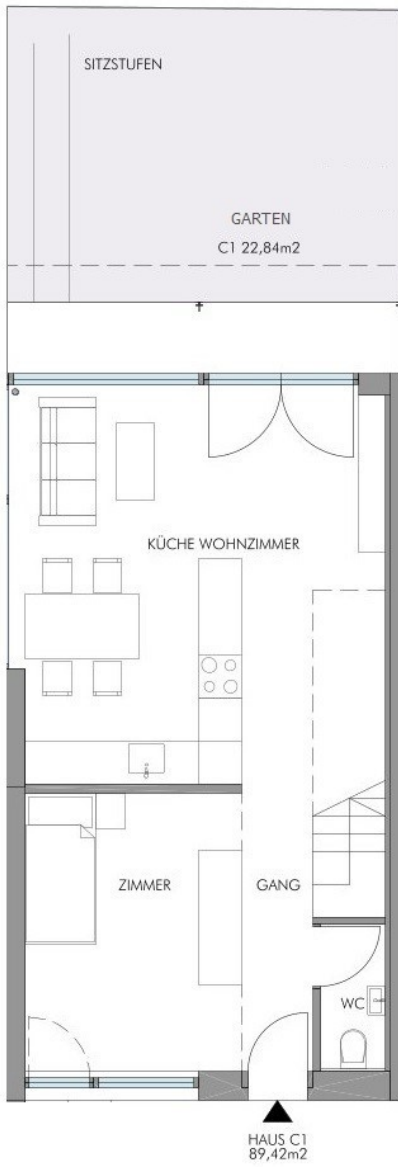 SITZSTUFEN
GARTEN
C1 22,84m2
KÜCHE WOHNZIMMER
ZIMMER
GANG
WC
HAUS C1
89,42m2